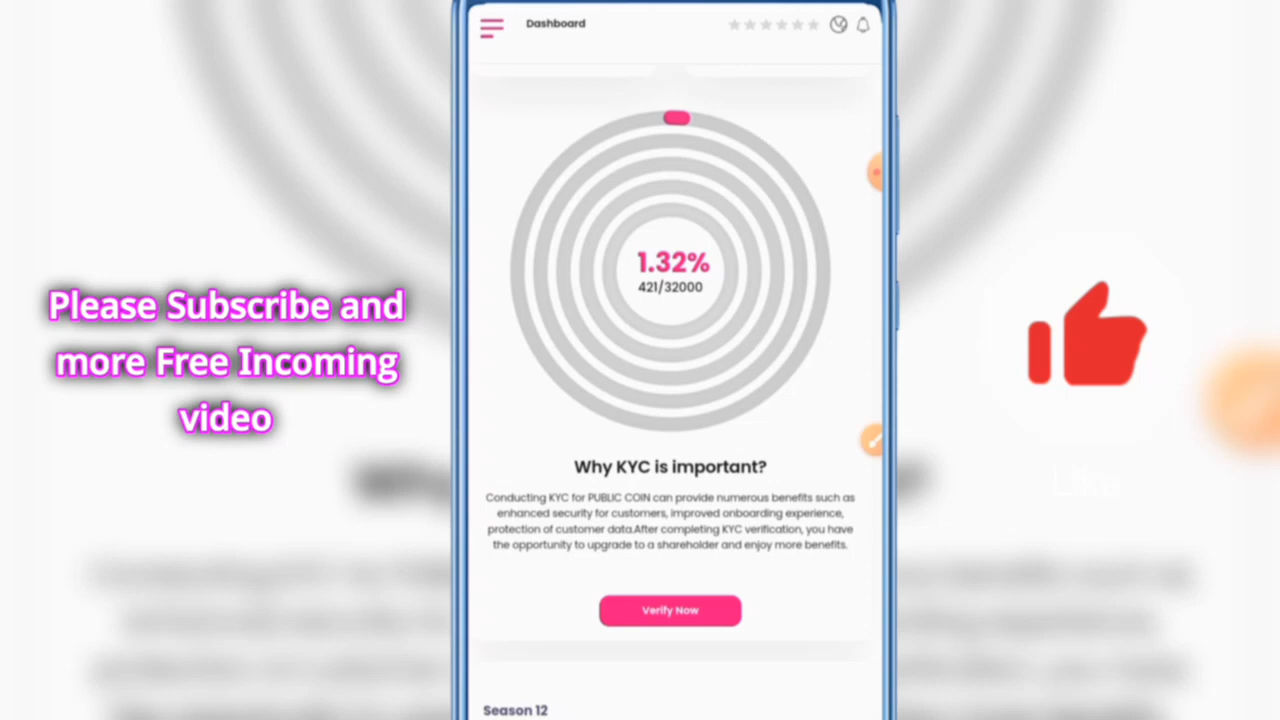 Dashboard
Please Subscribe and
more Free Incoming
video
1.32%
421/32000
Why KYC is important?
Conducting KYC for PUBLIC COIN can provide numerous benefits such as
enhanced security for customers, improved onboarding experience,
protection of customer data.After completing KYC verification, you have
the opportunity to upgrade to a shareholder and enjoy more benefits.
Verify Now
Season 12